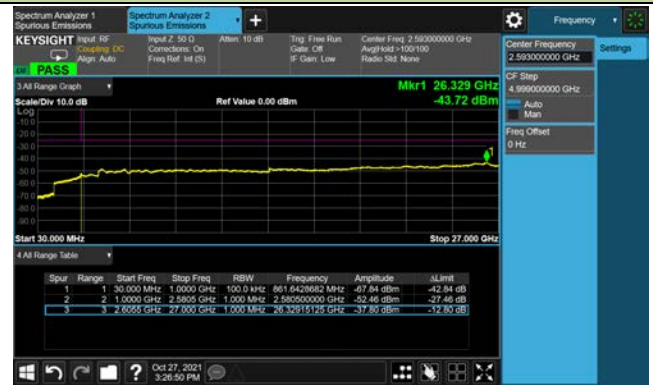 Spectrum Analyzer 1
Spurious Emissions
Spectrum Analyzer 2
Spurious Emissions
Frequency
KEYSIGHT
Input: RF
Coupling: DC
Align: Auto
Input Z: 50 Ω
Corrections: On
Freq Ref: Int (S)
Atten: 10 dB
Trig: Free Run
Gate: Off
IF Gain: Low
Center Freq: 2.593000000 GHz
Avg|Hold:>100/100
Radio Std: None
PASS
Center Frequency
2.593000000 GHz
Settings
CF Step
4.999000000 GHz
Auto
Man
Freq Offset
0 Hz
3 All Range Graph
Mkr1 26.329 GHz
Scale/Div 10.0 dB
Ref Value 0.00 dBm
-43.72 dBm
Log
-10.0
-20.0
-30.0
-40.0
-50.0
-60.0
-70.0
-80.0
-90.0
1
Start 30.000 MHz
Stop 27.000 GHz
4 All Range Table
Spur Range Start Freq Stop Freq RBW Frequency Amplitude ΔLimit
1 1 30.000 MHz 1.0000 GHz 100.0 kHz 861.6428682 MHz -67.84 dBm -42.84 dB
2 2 1.0000 GHz 2.5805 GHz 1.000 MHz 2.580500000 GHz -52.46 dBm -27.46 dB
3 3 2.6055 GHz 27.000 GHz 1.000 MHz 26.32915125 GHz -37.80 dBm -12.80 dB
?
Oct 27, 2021
3:26:50 PM